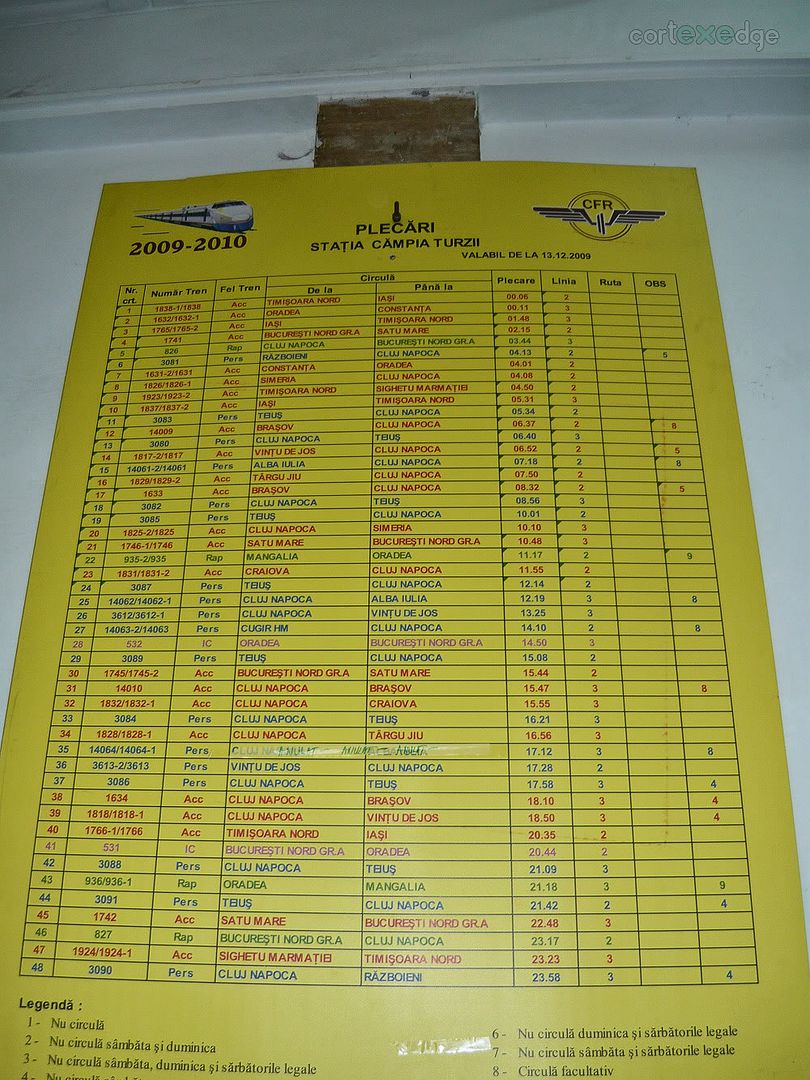 cortexedge
CFR
2009-2010
PLECĂRI
STAȚIA CÂMPIA TURZII
VALABIL DE LA 13.12.2009
Nr. crt. Număr Tren Fel Tren Circulă Plecare Linia Ruta OBS
De la Până la
1 1838-1/1838 Acc TIMIȘOARA NORD IAȘI 00.06 2
2 1632/1632-1 Acc ORADEA CONSTANȚA 00.11 3
3 1765/1765-2 Acc IAȘI TIMIȘOARA NORD 01.48 3
4 1741 Acc BUCUREȘTI NORD GR.A SATU MARE 02.15 2
5 826 Rap CLUJ NAPOCA BUCUREȘTI NORD GR.A 03.44 3
6 3081 Pers RĂZBOIENI CLUJ NAPOCA 04.13 2 5
7 1631-2/1631 Acc CONSTANȚA ORADEA 04.01 2
8 1826/1826-1 Acc SIMERIA CLUJ NAPOCA 04.08 2
9 1923/1923-2 Acc TIMIȘOARA NORD SIGHETU MARMAȚIEI 04.50 2
10 1837/1837-2 Acc IAȘI TIMIȘOARA NORD 05.31 3
11 3083 Pers TEIUȘ CLUJ NAPOCA 05.34 2
12 14009 Acc BRAȘOV CLUJ NAPOCA 06.37 2 8
13 3080 Pers CLUJ NAPOCA TEIUȘ 06.40 3
14 1817-2/1817 Acc VINȚU DE JOS CLUJ NAPOCA 06.52 2 5
15 14061-2/14061 Pers ALBA IULIA CLUJ NAPOCA 07.18 2 8
16 1829/1829-2 Acc TÂRGU JIU CLUJ NAPOCA 07.50 2
17 1633 Acc BRAȘOV CLUJ NAPOCA 08.32 2 5
18 3082 Pers CLUJ NAPOCA TEIUȘ 08.56 3
19 3085 Pers TEIUȘ CLUJ NAPOCA 10.01 2
20 1825-2/1825 Acc CLUJ NAPOCA SIMERIA 10.10 3
21 1746-1/1746 Acc SATU MARE BUCUREȘTI NORD GR.A 10.48 3
22 935-2/935 Rap MANGALIA ORADEA 11.17 2 9
23 1831/1831-2 Acc CRAIOVA CLUJ NAPOCA 11.55 2
24 3087 Pers TEIUȘ CLUJ NAPOCA 12.14 2
25 14062/14062-1 Pers CLUJ NAPOCA ALBA IULIA 12.19 3 8
26 3612/3612-1 Pers CLUJ NAPOCA VINȚU DE JOS 13.25 3
27 14063-2/14063 Pers CUGIR HM CLUJ NAPOCA 14.10 2 8
28 532 IC ORADEA BUCUREȘTI NORD GR.A 14.50 3
29 3089 Pers TEIUȘ CLUJ NAPOCA 15.08 2
30 1745/1745-2 Acc BUCUREȘTI NORD GR.A SATU MARE 15.44 2
31 14010 Acc CLUJ NAPOCA BRAȘOV 15.47 3 8
32 1832/1832-1 Acc CLUJ NAPOCA CRAIOVA 15.55 3
33 3084 Pers CLUJ NAPOCA TEIUȘ 16.21 3
34 1828/1828-1 Acc CLUJ NAPOCA TÂRGU JIU 16.56 3
35 14064/14064-1 Pers CLUJ ANULAT 17.12 3 8
36 3613-2/3613 Pers VINȚU DE JOS CLUJ NAPOCA 17.28 2
37 3086 Pers CLUJ NAPOCA TEIUȘ 17.58 3 4
38 1634 Acc CLUJ NAPOCA BRAȘOV 18.10 3 4
39 1818/1818-1 Acc CLUJ NAPOCA VINȚU DE JOS 18.50 3 4
40 1766-1/1766 Acc TIMIȘOARA NORD IAȘI 20.35 2
41 531 IC BUCUREȘTI NORD GR.A ORADEA 20.44 2
42 3088 Pers CLUJ NAPOCA TEIUȘ 21.09 3
43 936/936-1 Rap ORADEA MANGALIA 21.18 3 9
44 3091 Pers TEIUȘ CLUJ NAPOCA 21.42 2 4
45 1742 Acc SATU MARE BUCUREȘTI NORD GR.A 22.48 3
46 827 Rap BUCUREȘTI NORD GR.A CLUJ NAPOCA 23.17 2
47 1924/1924-1 Acc SIGHETU MARMAȚIEI TIMIȘOARA NORD 23.23 3
48 3090 Pers CLUJ NAPOCA RĂZBOIENI 23.58 3 4
Legendă :
1 - Nu circulă
2 - Nu circulă sâmbăta și duminica
3 - Nu circulă sâmbăta, duminica și sărbătorile legale
4 - Nu circulă
6 - Nu circulă duminica și sărbătorile legale
7 - Nu circulă sâmbăta și sărbătorile legale
8 - Circulă facultativ